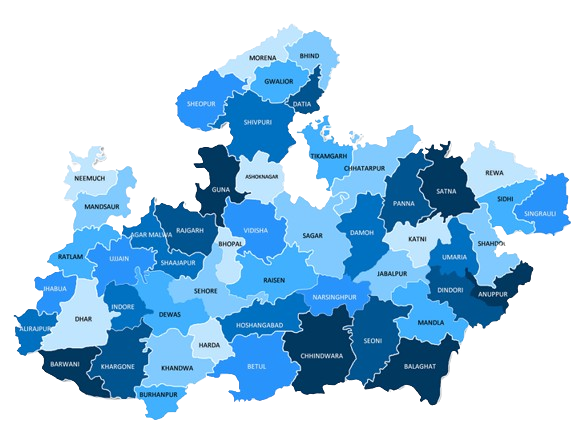 MORENA
BHIND
GWALIOR
SHEOPUR
DATIA
SHIVPURI
TIKAMGARH
CHHATARPUR
NEEMUCH
ASHOKNAGAR
REWA
GUNA
SATNA
MANDSAUR
PANNA
SIDHI
SINGRAULI
AGAR MALWA
RAJGARH
VIDISHA
SAGAR
DAMOH
KATNI
BHOPAL
SHAHDO
RATLAM
UJJAIN
SHAAJAPUR
UMARIA
JABALPUR
RAISEN
JHABUA
SEHORE
DINDORI
ANUPPUR
NARSINGHPUR
INDORE
DHAR
DEWAS
MANDLA
ALIRAJPUR
HOSHANGABAD
HARDA
SEONI
CHHINDWARA
BARWANI
KHARGONE
KHANDWA
BETUL
BALAGHAT
BURHANPUR